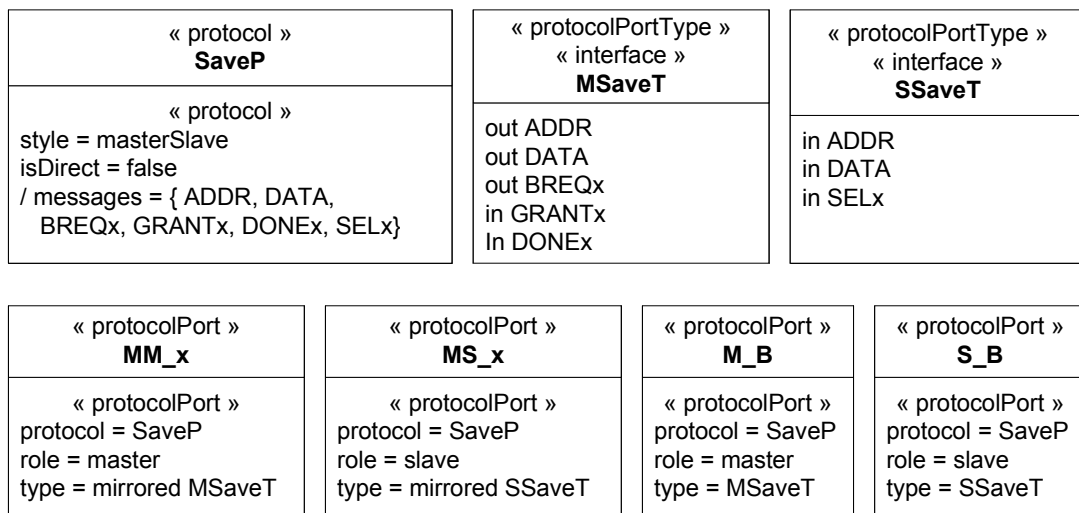 « protocol »
SaveP
« protocol »
style = masterSlave
isDirect = false
/ messages = { ADDR, DATA,
BREQx, GRANTx, DONEx, SELx}
« protocolPortType »
« interface »
MSaveT
out ADDR
out DATA
out BREQx
in GRANTx
In DONEx
« protocolPortType »
« interface »
SSaveT
in ADDR
in DATA
in SELx
« protocolPort »
MM_x
« protocolPort »
protocol = SaveP
role = master
type = mirrored MSaveT
« protocolPort »
MS_x
« protocolPort »
protocol = SaveP
role = slave
type = mirrored SSaveT
« protocolPort »
M_B
« protocolPort »
protocol = SaveP
role = master
type = MSaveT
« protocolPort »
S_B
« protocolPort »
protocol = SaveP
role = slave
type = SSaveT